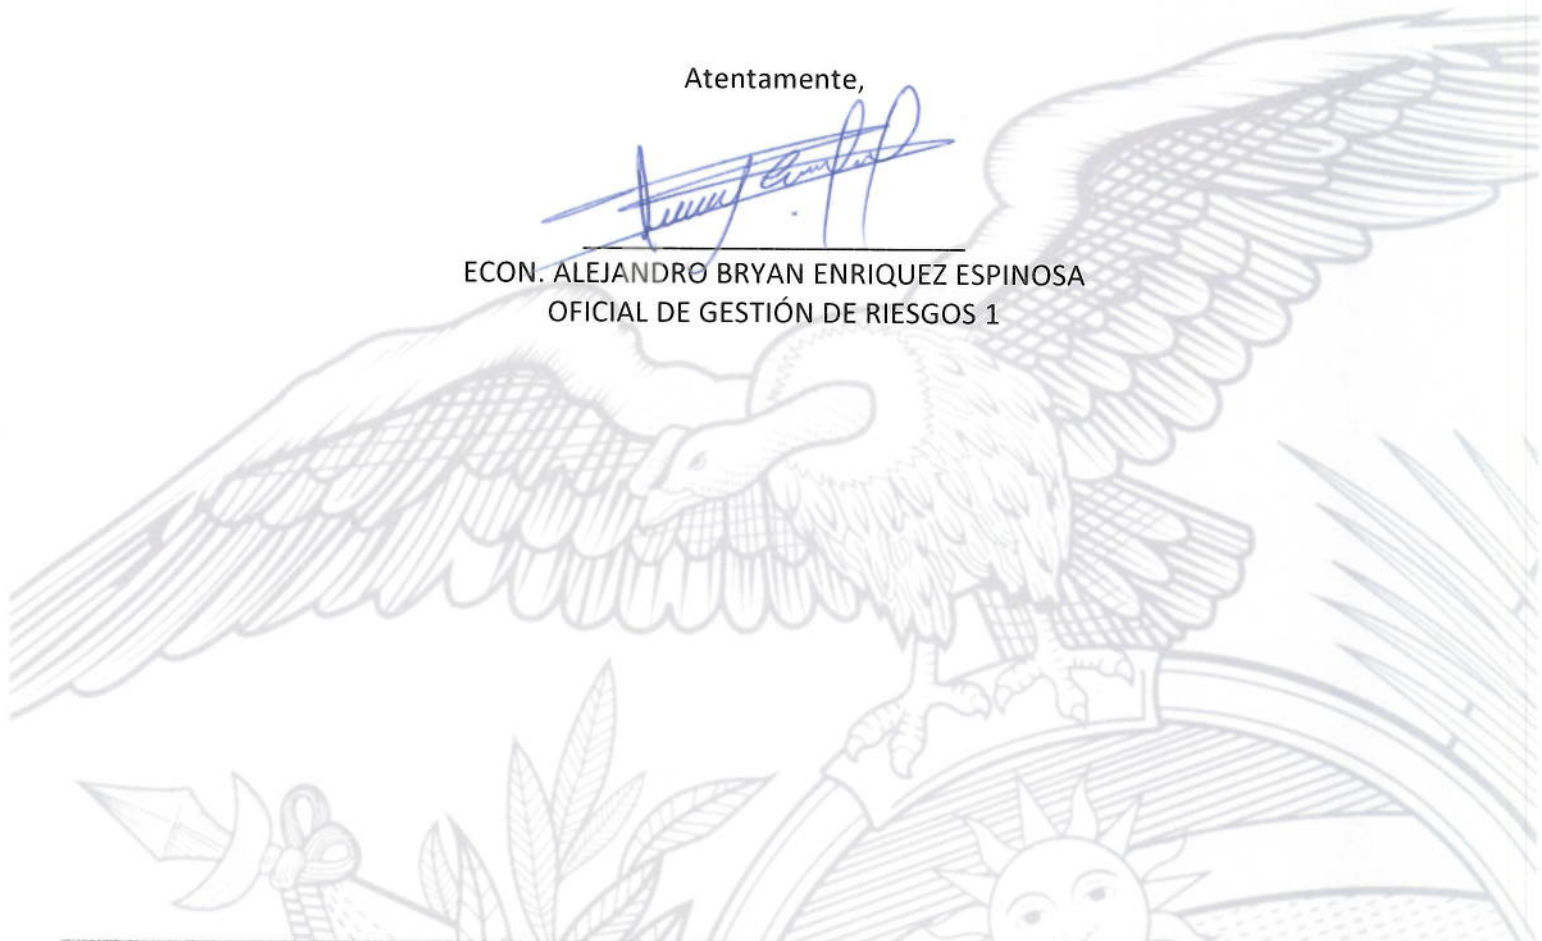 Atentamente,
ECON. ALEJANDRO BRYAN ENRIQUEZ ESPINOSA
OFICIAL DE GESTIÓN DE RIESGOS 1